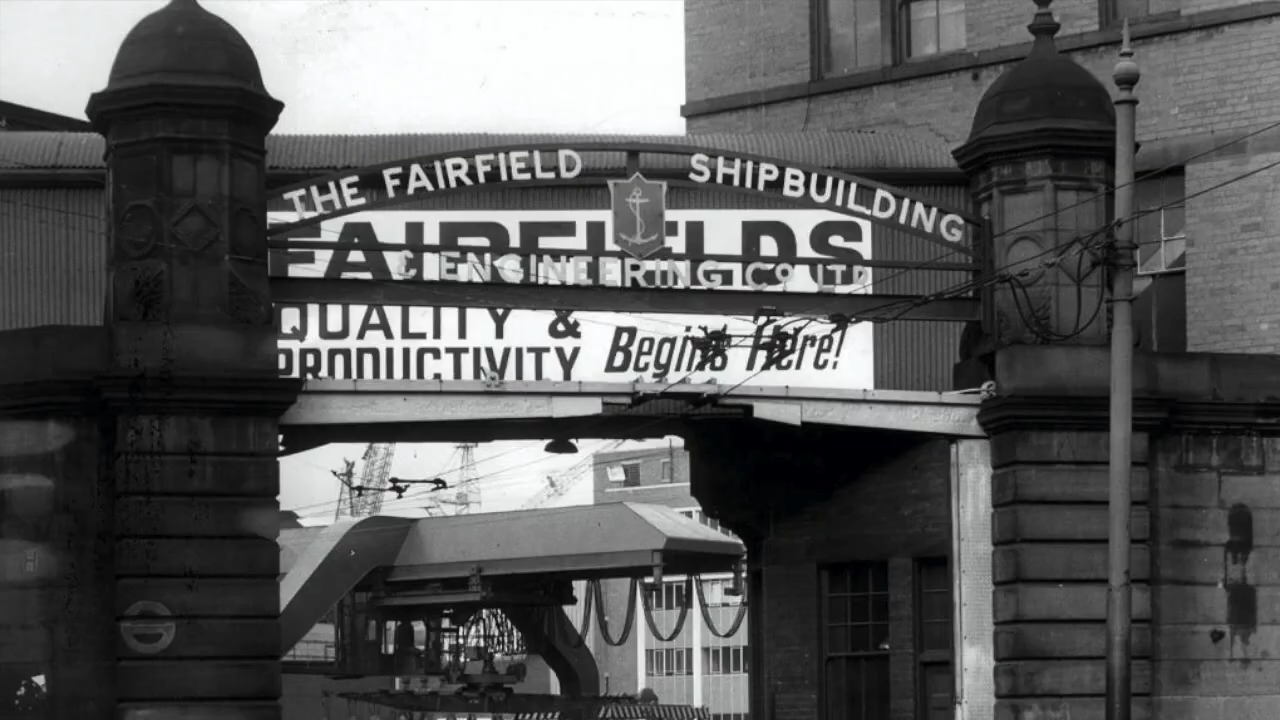 THE FAIRFIELD SHIPBUILDING
FAIRFIELDS
& ENGINEERING CO LTD
QUALITY &
PRODUCTIVITY
Begins Here!